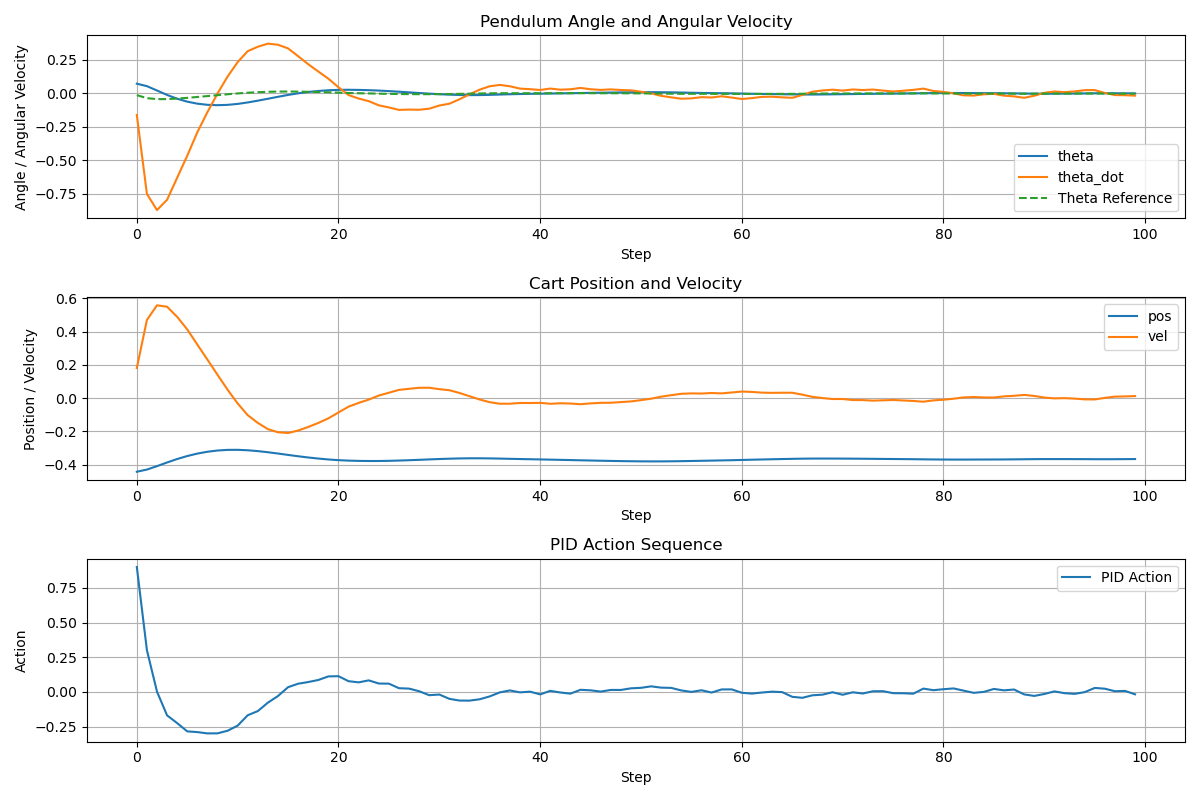 Pendulum Angle and Angular Velocity
Angle / Angular Velocity
0.25
0.00
−0.25
−0.50
−0.75
theta
theta_dot
Theta Reference
0 20 40 60 80 100
Step
Cart Position and Velocity
Position / Velocity
0.6
0.4
0.2
0.0
−0.2
−0.4
pos
vel
0 20 40 60 80 100
Step
PID Action Sequence
Action
0.75
0.50
0.25
0.00
−0.25
PID Action
0 20 40 60 80 100
Step